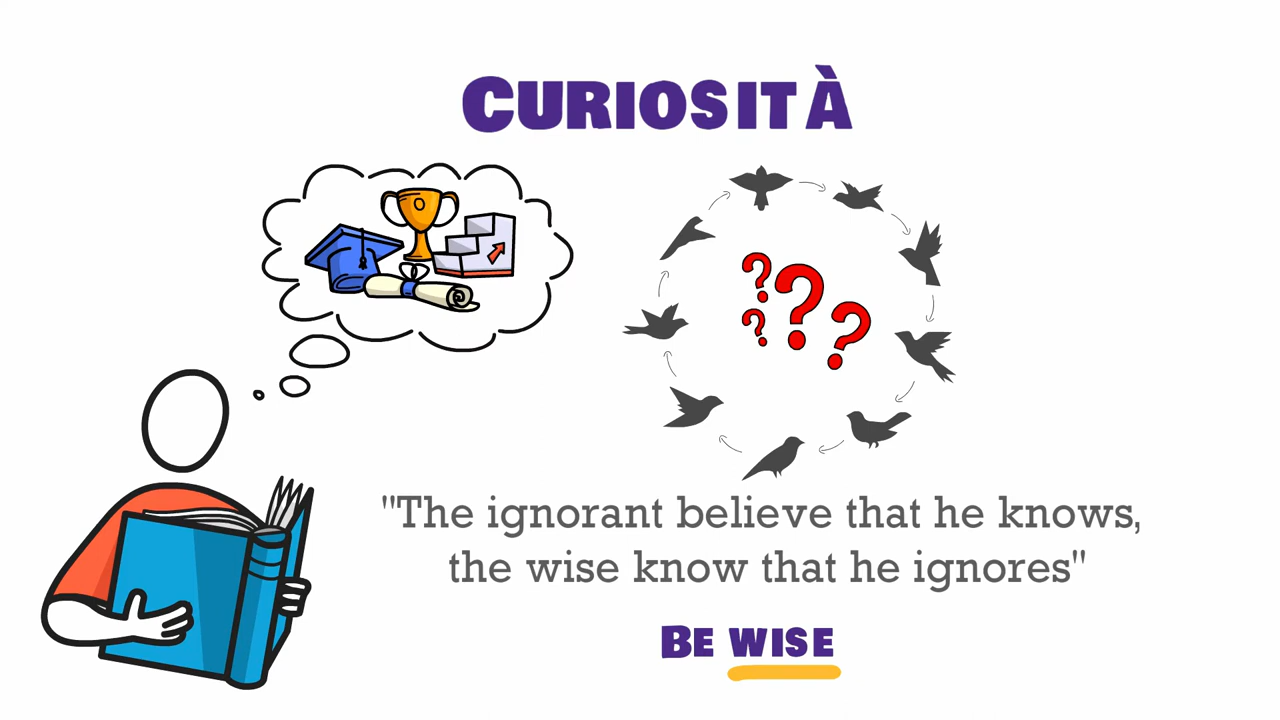 CURIOSITÀ
? ? ? ?
"The ignorant believe that he knows,
the wise know that he ignores"
BE WISE